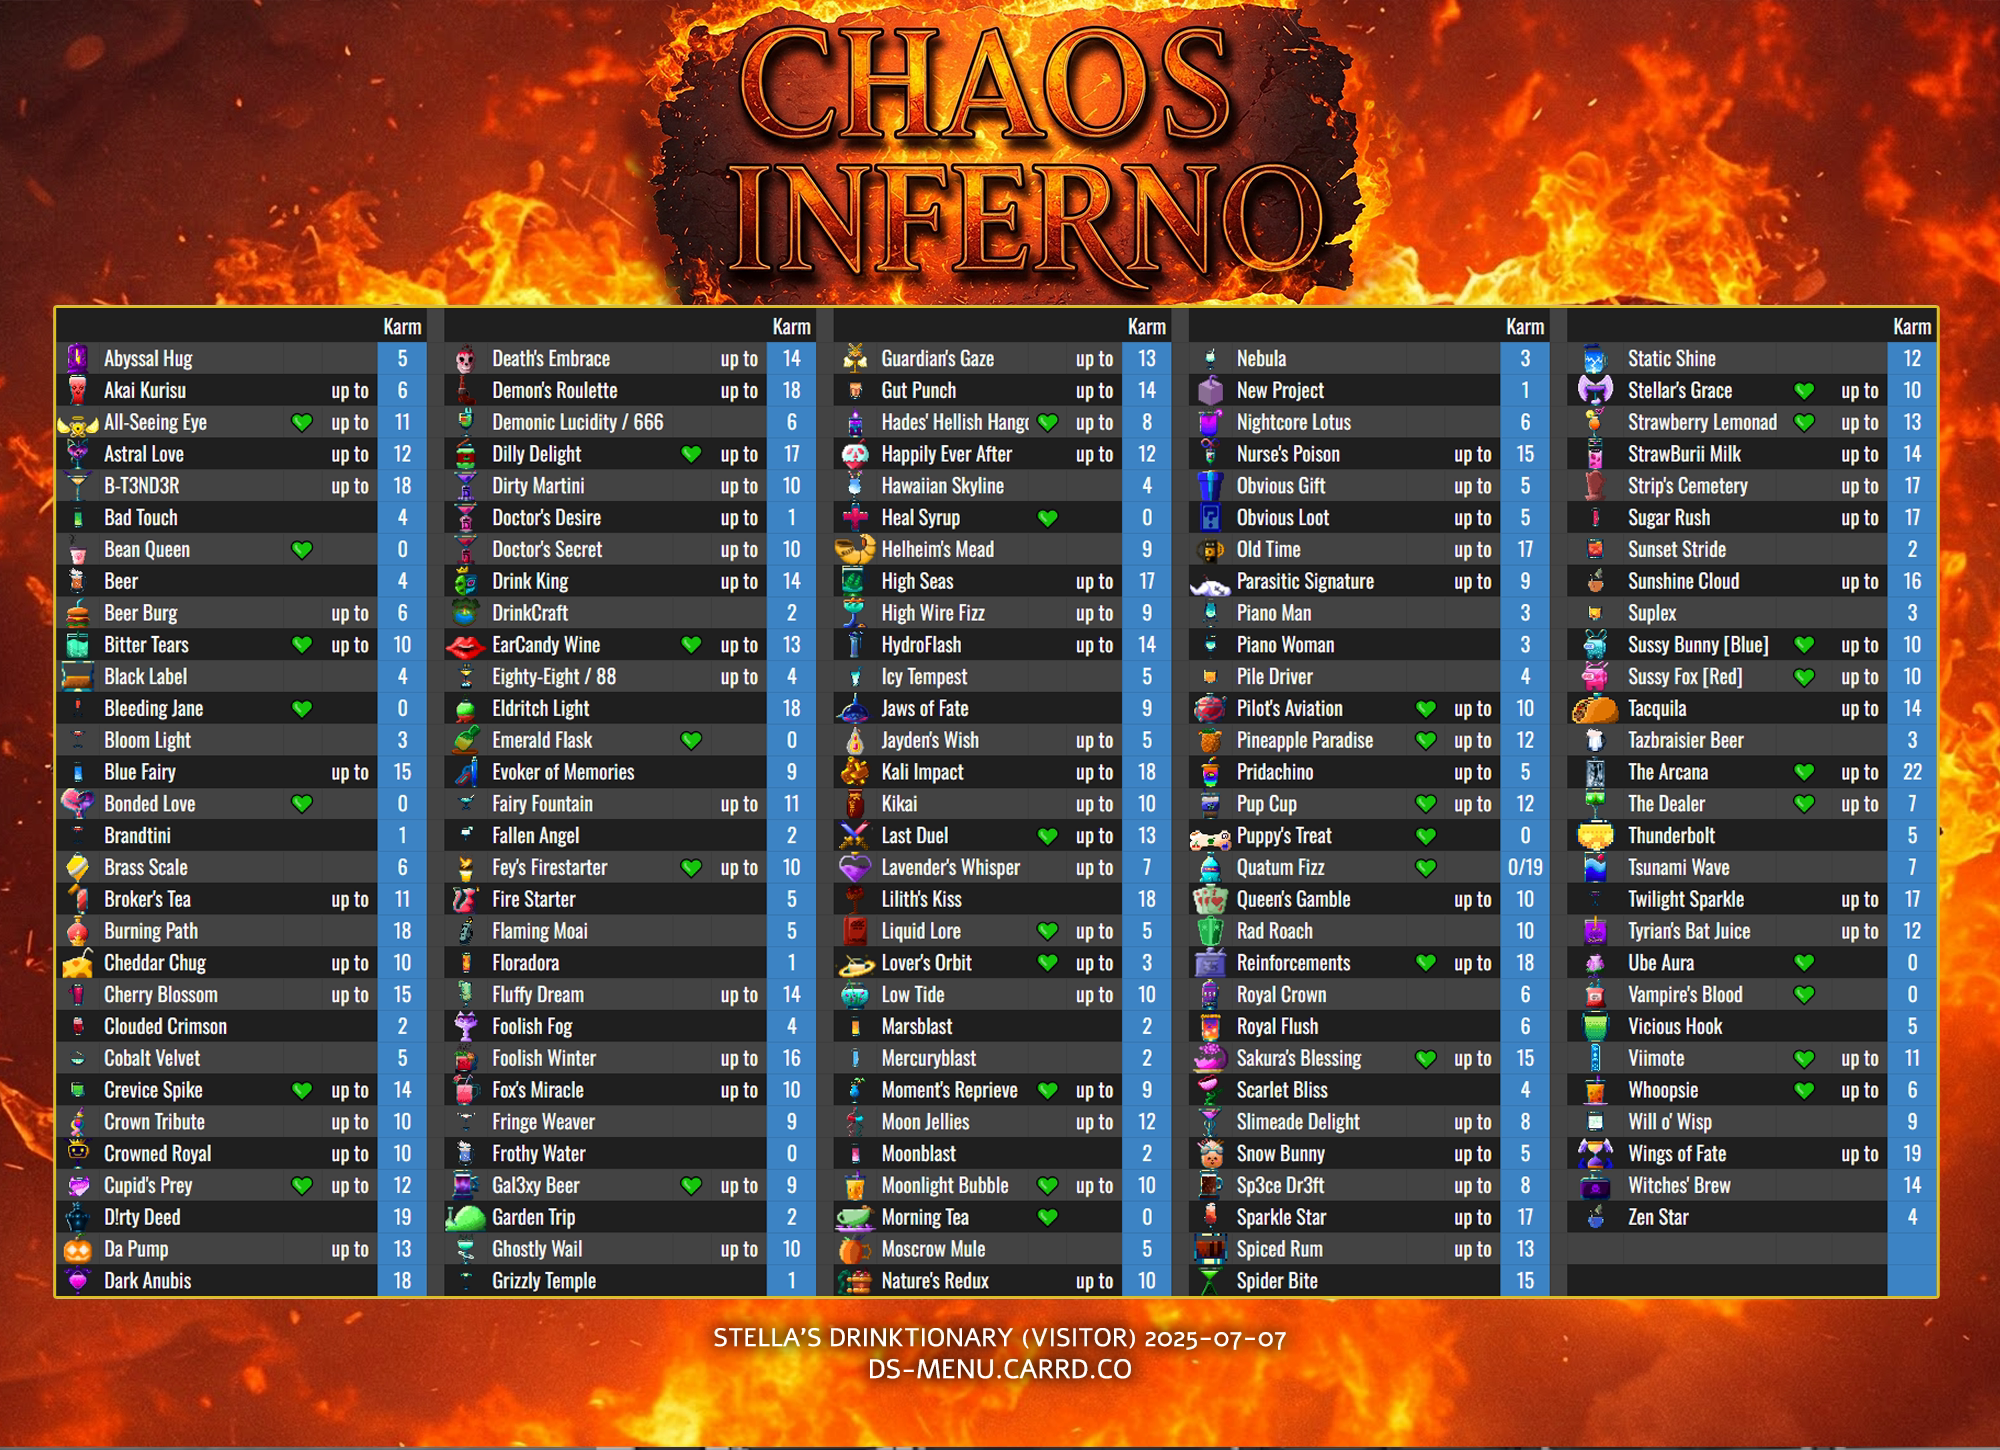 CHAOS
INFERNO
Karm
Abyssal Hug 5
Akai Kurisu up to 6
All-Seeing Eye up to 11
Astral Love up to 12
B-T3ND3R up to 18
Bad Touch 4
Bean Queen 0
Beer 4
Beer Burg up to 6
Bitter Tears up to 10
Black Label 4
Bleeding Jane 0
Bloom Light 3
Blue Fairy up to 15
Bonded Love 0
Brandtini 1
Brass Scale 6
Broker's Tea up to 11
Burning Path 18
Cheddar Chug up to 10
Cherry Blossom up to 15
Clouded Crimson 2
Cobalt Velvet 5
Crevice Spike up to 14
Crown Tribute up to 10
Crowned Royal up to 10
Cupid's Prey up to 12
D!rty Deed 19
Da Pump up to 13
Dark Anubis 18
Karm
Death's Embrace up to 14
Demon's Roulette up to 18
Demonic Lucidity / 666 6
Dilly Delight up to 17
Dirty Martini up to 10
Doctor's Desire up to 1
Doctor's Secret up to 10
Drink King up to 14
DrinkCraft 2
EarCandy Wine up to 13
Eighty-Eight / 88 up to 4
Eldritch Light 18
Emerald Flask 0
Evoker of Memories 9
Fairy Fountain up to 11
Fallen Angel 2
Fey's Firestarter up to 10
Fire Starter 5
Flaming Moai 5
Floradora 1
Fluffy Dream up to 14
Foolish Fog 4
Foolish Winter up to 16
Fox's Miracle up to 10
Fringe Weaver 9
Frothy Water 0
Gal3xy Beer up to 9
Garden Trip 2
Ghostly Wail up to 10
Grizzly Temple 1
Karm
Guardian's Gaze up to 13
Gut Punch up to 14
Hades' Hellish Hang up to 8
Happily Ever After up to 12
Hawaiian Skyline 4
Heal Syrup 0
Helheim's Mead 9
High Seas up to 17
High Wire Fizz up to 9
HydroFlash up to 14
Icy Tempest 5
Jaws of Fate 9
Jayden's Wish up to 5
Kali Impact up to 18
Kikai up to 10
Last Duel up to 13
Lavender's Whisper up to 7
Lilith's Kiss 18
Liquid Lore up to 5
Lover's Orbit up to 3
Low Tide up to 10
Marsblast 2
Mercuryblast 2
Moment's Reprieve up to 9
Moon Jellies up to 12
Moonblast 2
Moonlight Bubble up to 10
Morning Tea 0
Moscrow Mule 5
Nature's Redux up to 10
Karm
Nebula 3
New Project 1
Nightcore Lotus 6
Nurse's Poison up to 15
Obvious Gift up to 5
Obvious Loot up to 5
Old Time up to 17
Parasitic Signature up to 9
Piano Man 3
Piano Woman 3
Pile Driver 4
Pilot's Aviation up to 10
Pineapple Paradise up to 12
Pridachino up to 5
Pup Cup up to 12
Puppy's Treat 0
Quatum Fizz 0/19
Queen's Gamble up to 10
Rad Roach 10
Reinforcements up to 18
Royal Crown 6
Royal Flush 6
Sakura's Blessing up to 15
Scarlet Bliss 4
Slimeade Delight up to 8
Snow Bunny up to 5
Sp3ce Dr3ft up to 8
Sparkle Star up to 17
Spiced Rum up to 13
Spider Bite 15
Karm
Static Shine 12
Stellar's Grace up to 10
Strawberry Lemonad up to 13
StrawBurii Milk up to 14
Strip's Cemetery up to 17
Sugar Rush up to 17
Sunset Stride 2
Sunshine Cloud up to 16
Suplex 3
Sussy Bunny [Blue] up to 10
Sussy Fox [Red] up to 10
Tacquila up to 14
Tazbraisier Beer 3
The Arcana up to 22
The Dealer up to 7
Thunderbolt 5
Tsunami Wave 7
Twilight Sparkle up to 17
Tyrian's Bat Juice up to 12
Ube Aura 0
Vampire's Blood 0
Vicious Hook 5
Viimote up to 11
Whoopsie up to 6
Will o' Wisp 9
Wings of Fate up to 19
Witches' Brew 14
Zen Star 4
STELLA'S DRINKTIONARY (VISITOR) 2025-07-07
DS-MENU.CARRD.CO